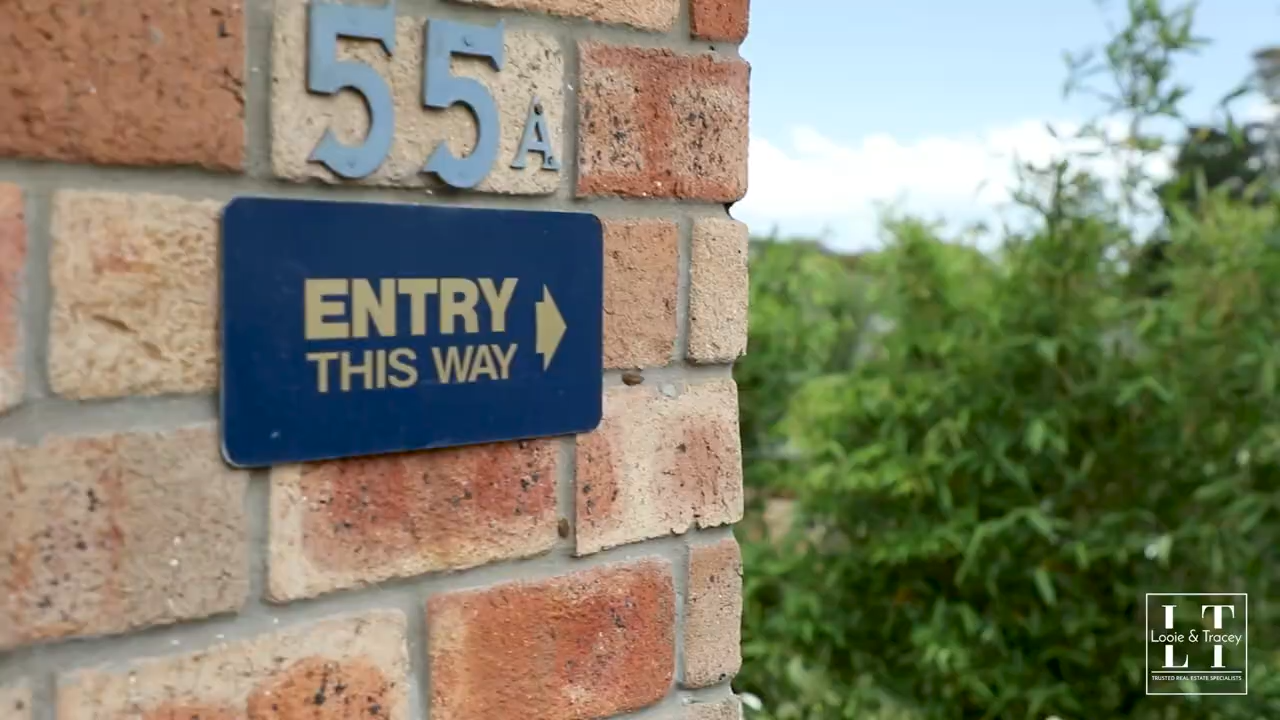 55A
ENTRY
THIS WAY
LT
Looie & Tracey
TRUSTED REAL ESTATE SPECIALISTS